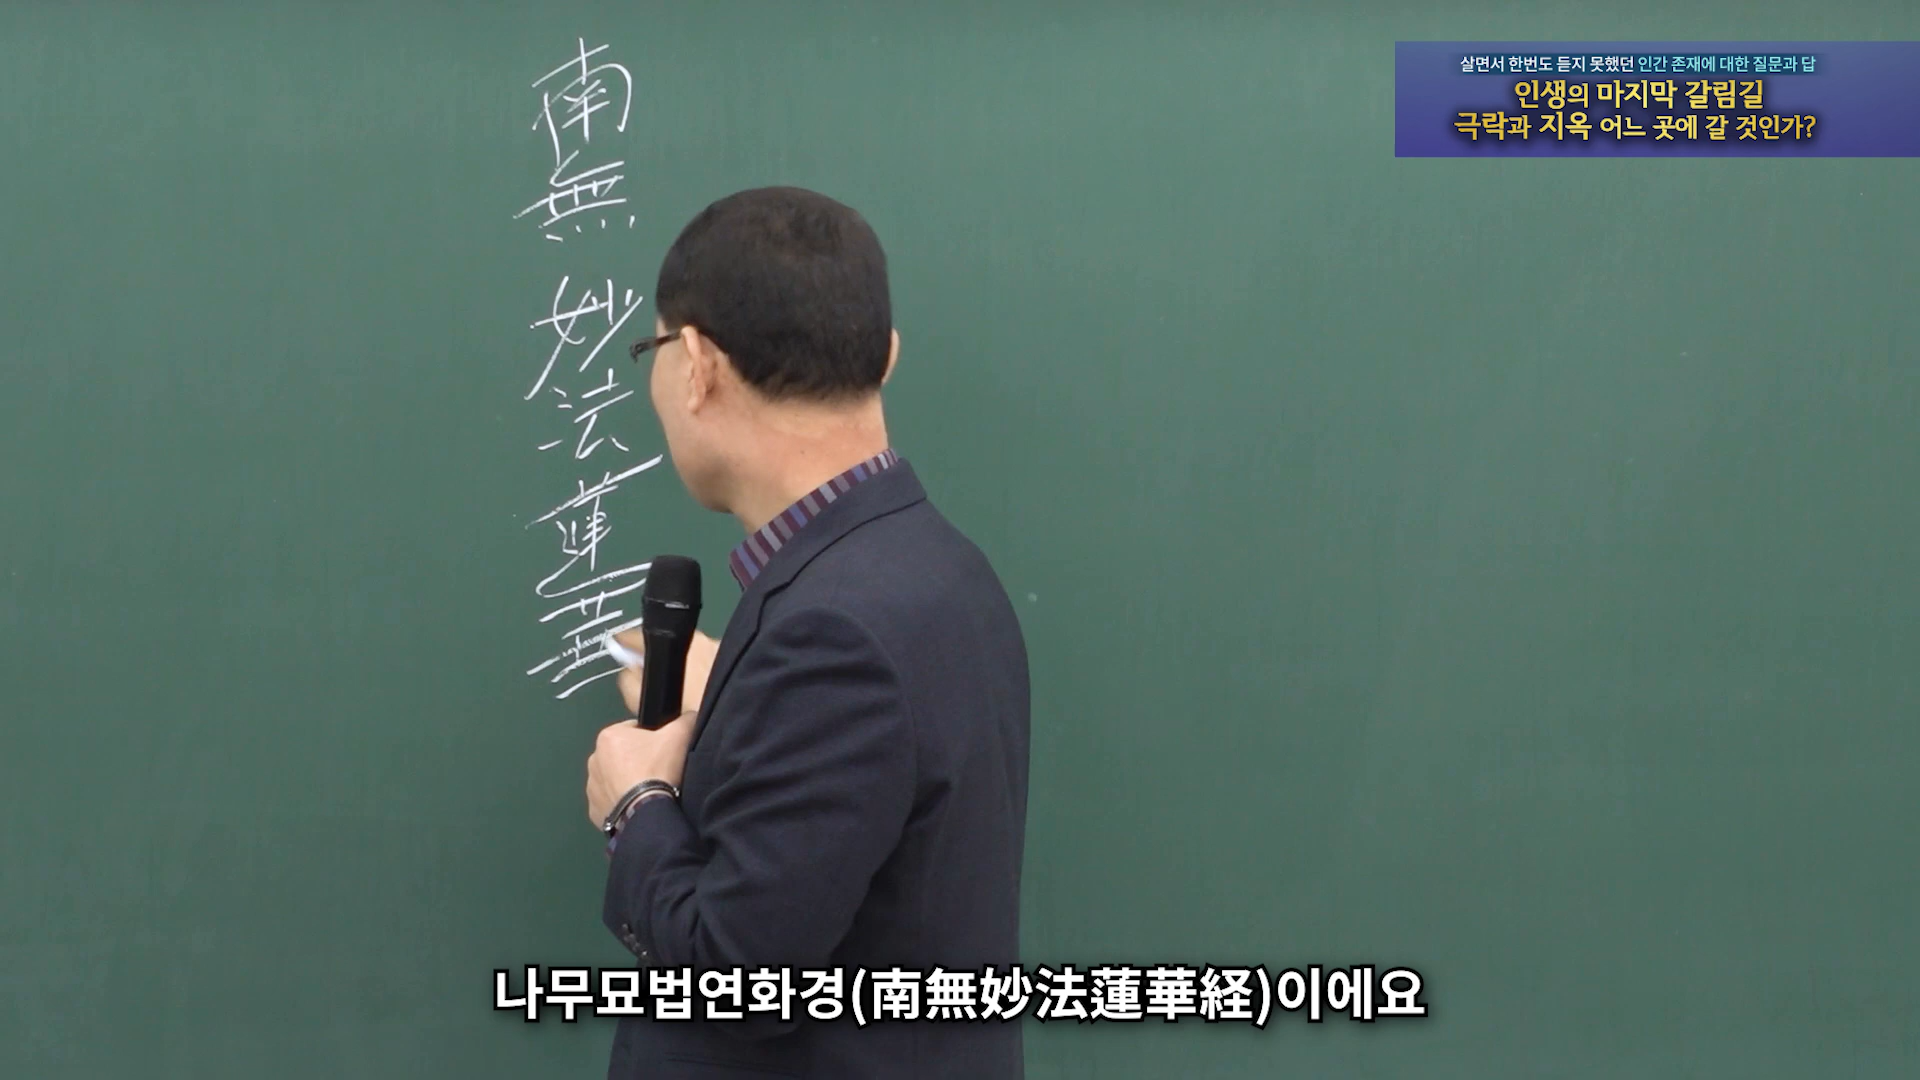 살면서 한번도 듣지 못했던 인간 존재에 대한 질문과 답
인생의 마지막 갈림길
극락과 지옥 어느 곳에 갈 것인가?
南無
妙法蓮華
나무묘법연화경(南無妙法蓮華経)이에요